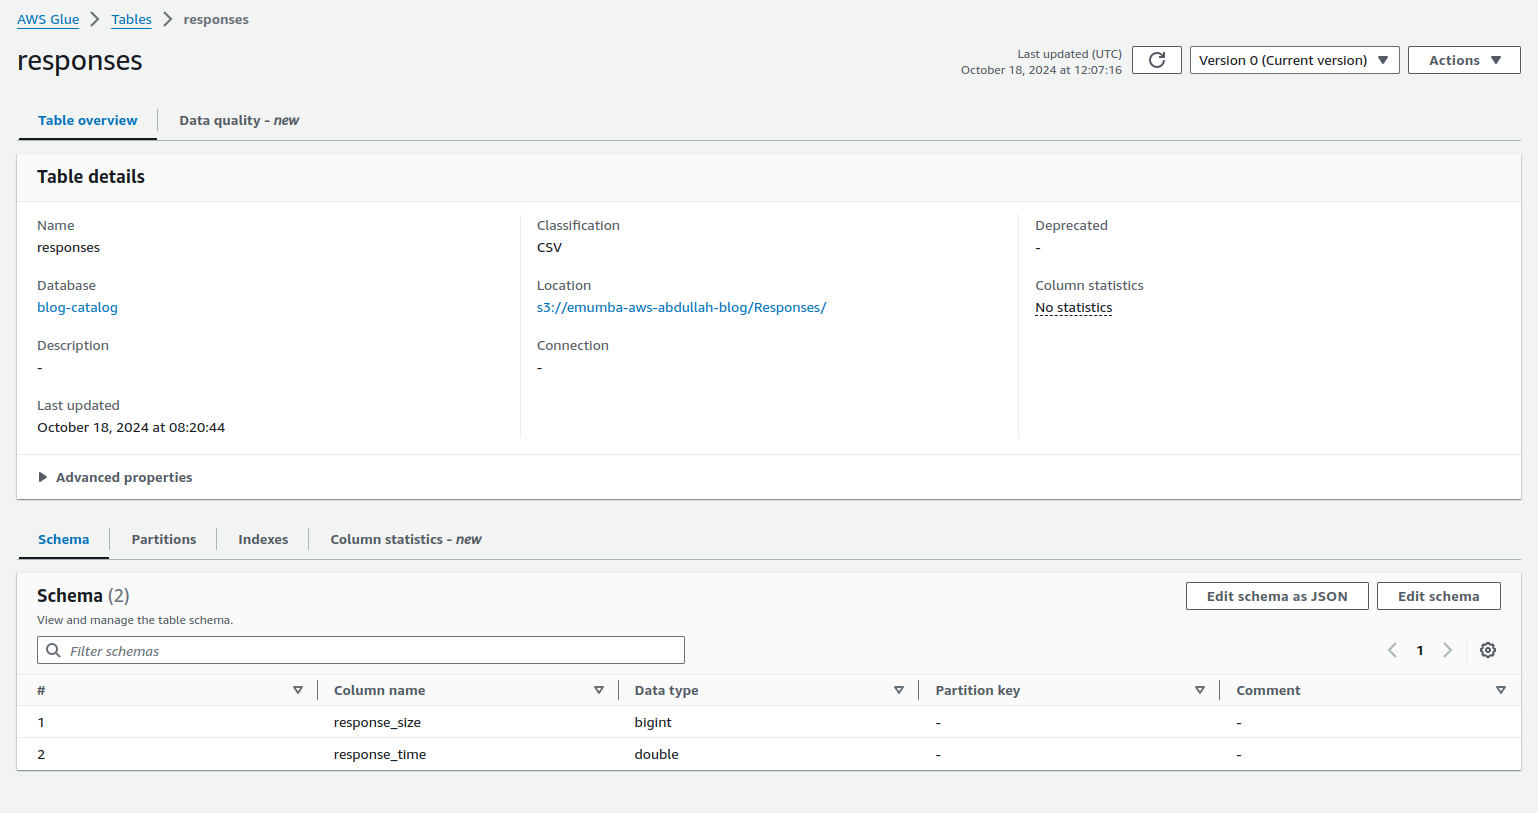 AWS Glue > Tables > responses
responses
Last updated (UTC)
October 18, 2024 at 12:07:16
Version 0 (Current version)
Actions
Table overview
Data quality - new
Table details
Name
responses
Database
blog-catalog
Description
-
Last updated
October 18, 2024 at 08:20:44
Classification
CSV
Location
s3://emumba-aws-abdullah-blog/Responses/
Connection
-
Deprecated
-
Column statistics
No statistics
Advanced properties
Schema
Partitions
Indexes
Column statistics - new
Schema (2)
View and manage the table schema.
Edit schema as JSON
Edit schema
Filter schemas
1
# Column name Data type Partition key Comment
1 response_size bigint - -
2 response_time double - -